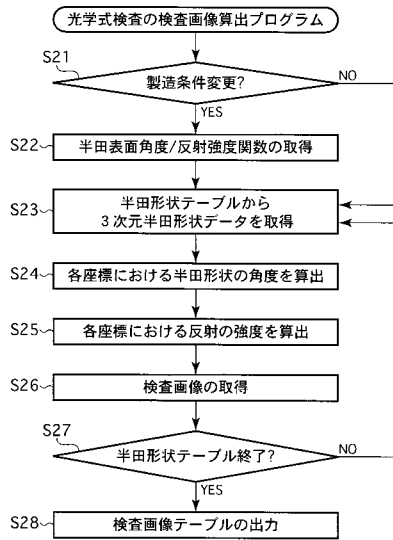 光学式検査の検査画像算出プログラム
S21
製造条件変更?
NO
YES
S22
半田表面角度/反射強度関数の取得
S23
半田形状テーブルから
3次元半田形状データを取得
S24
各座標における半田形状の角度を算出
S25
各座標における反射の強度を算出
S26
検査画像の取得
S27
半田形状テーブル終了?
NO
YES
S28
検査画像テーブルの出力